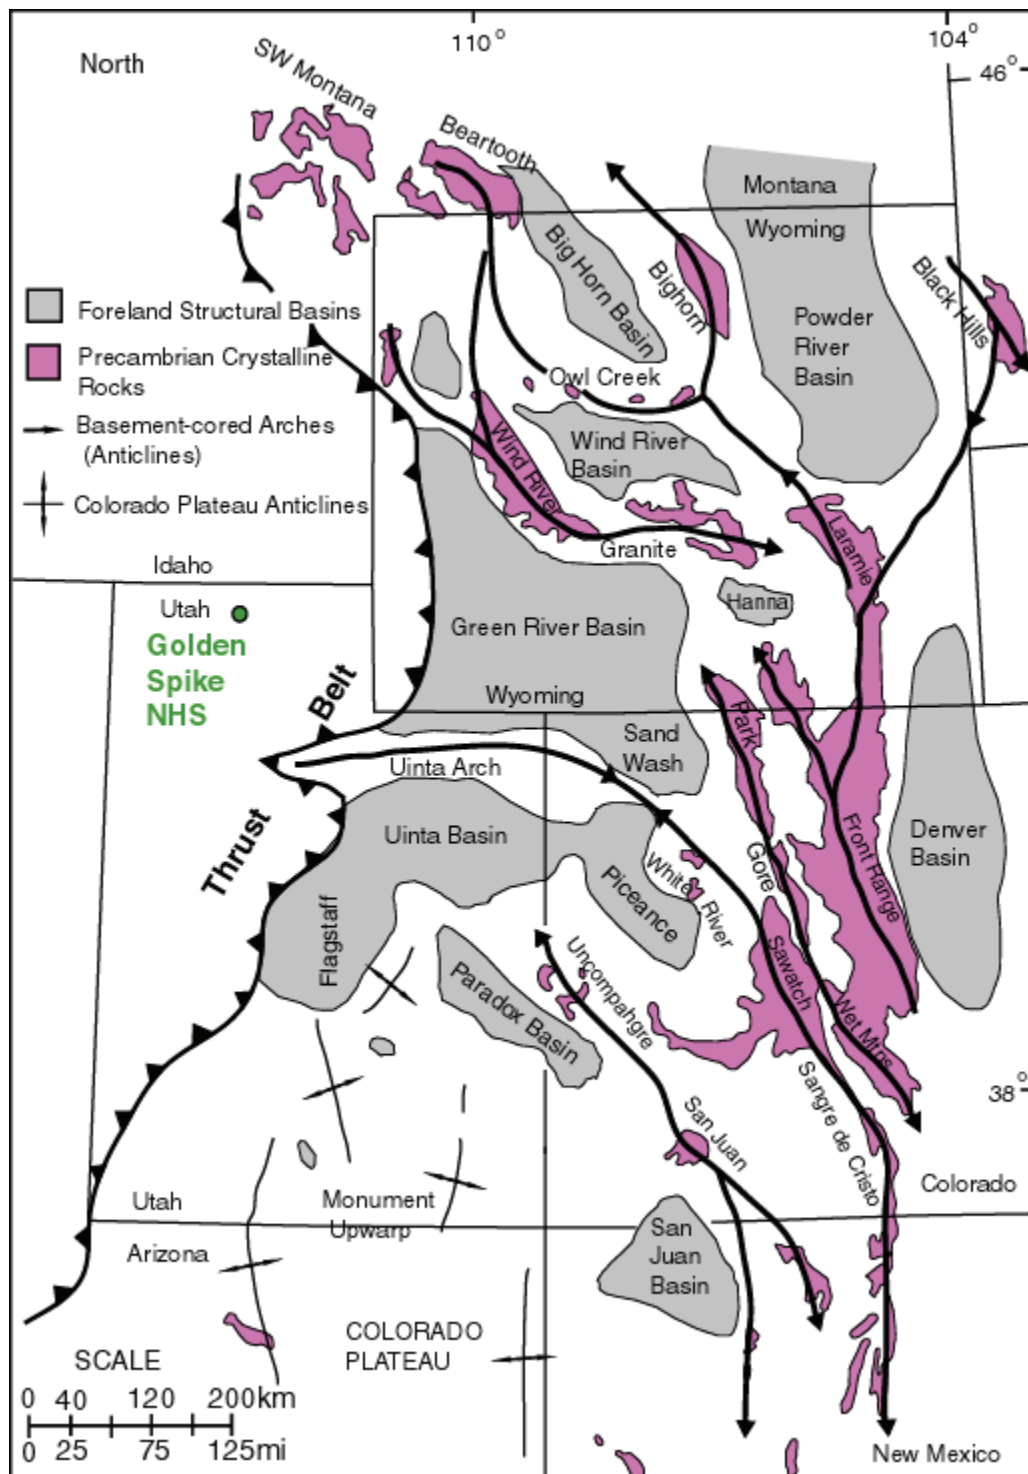 110°
104°
46°
North
SW Montana
Beartooth
Montana
Wyoming
Big Horn Basin
Bighorn
Black Hills
Powder
River
Basin
Foreland Structural Basins
Precambrian Crystalline
Rocks
Basement-cored Arches
(Anticlines)
Colorado Plateau Anticlines
Owl Creek
Wind River
Basin
Wind River
Granite
Laramie
Hanna
Idaho
Utah
Golden
Spike
NHS
Green River Basin
Wyoming
Thrust Belt
Sand
Wash
Park
Uinta Arch
Uinta Basin
Gore
Front Range
Denver
Basin
White River
Piceance
Flagstaff
Sawatch
Uncompahgre
Paradox Basin
Wet Mtns
38°
Sangre de Cristo
San Juan
Colorado
Utah
Monument
Upwarp
Arizona
San
Juan
Basin
COLORADO
PLATEAU
SCALE
0 40 120 200km
0 25 75 125mi
New Mexico